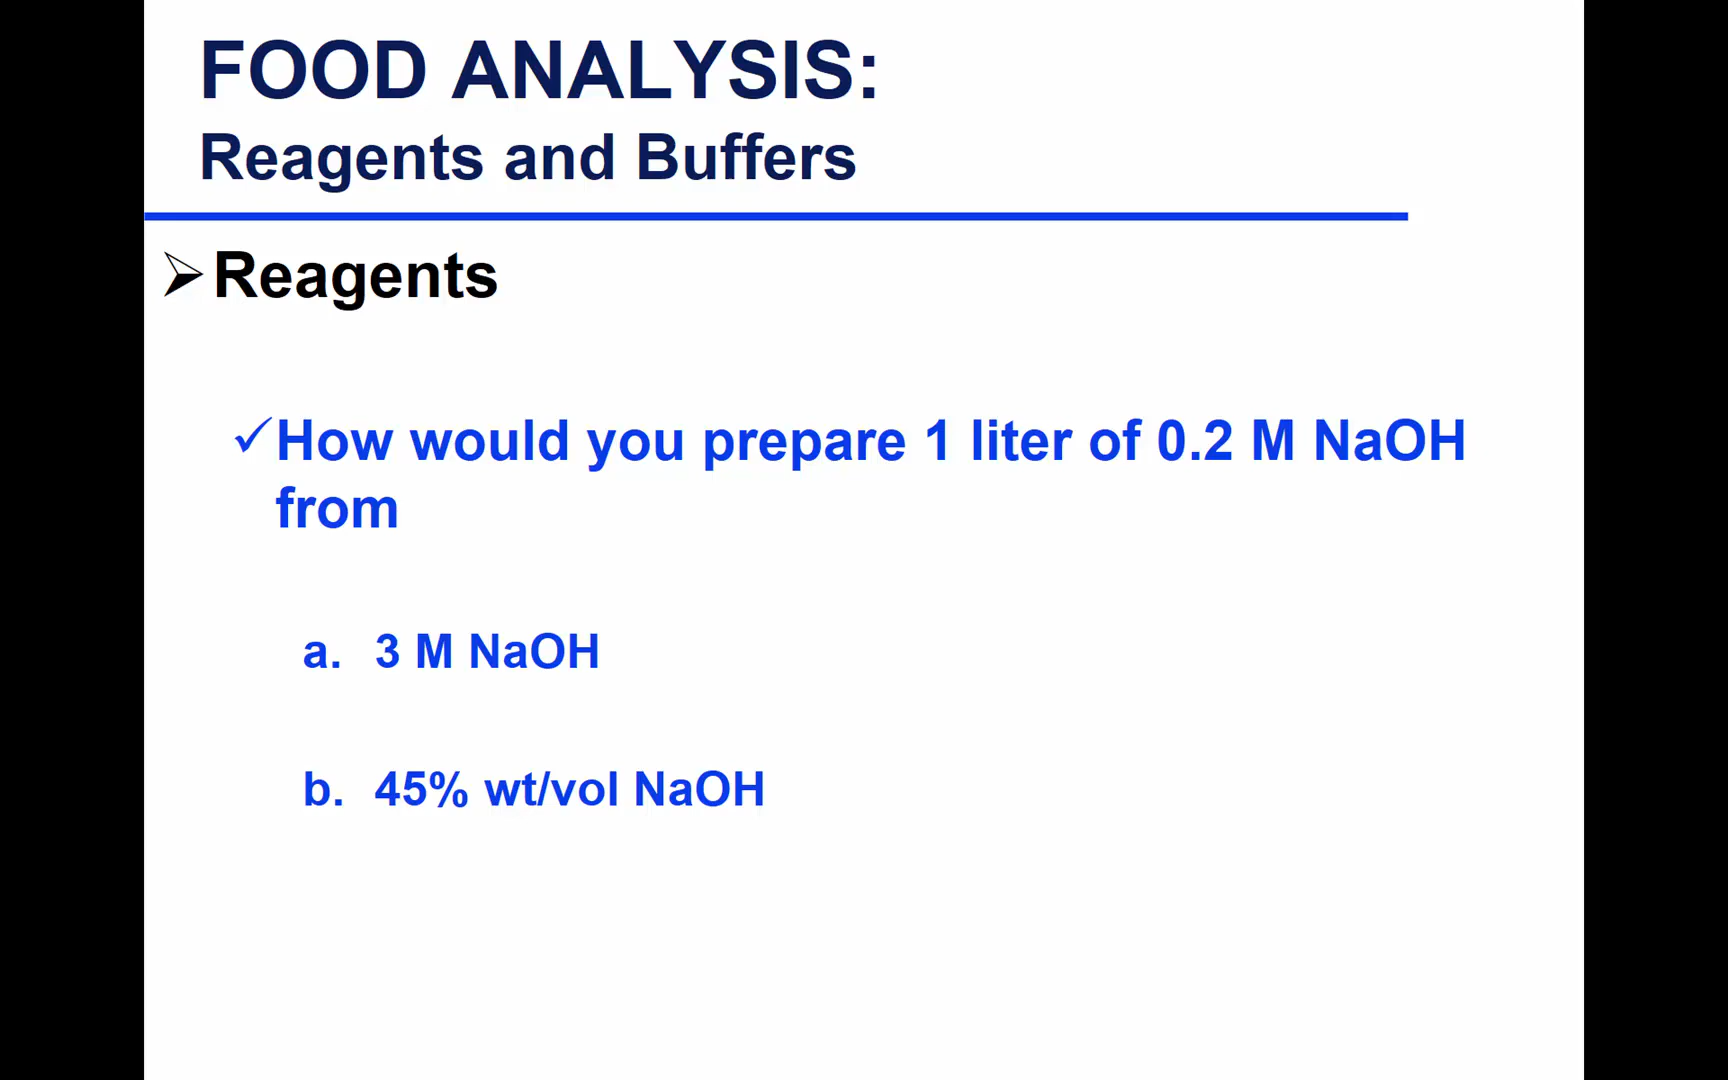 FOOD ANALYSIS:
Reagents and Buffers
➢Reagents
✓How would you prepare 1 liter of 0.2 M NaOH
from
a. 3 M NaOH
b. 45% wt/vol NaOH